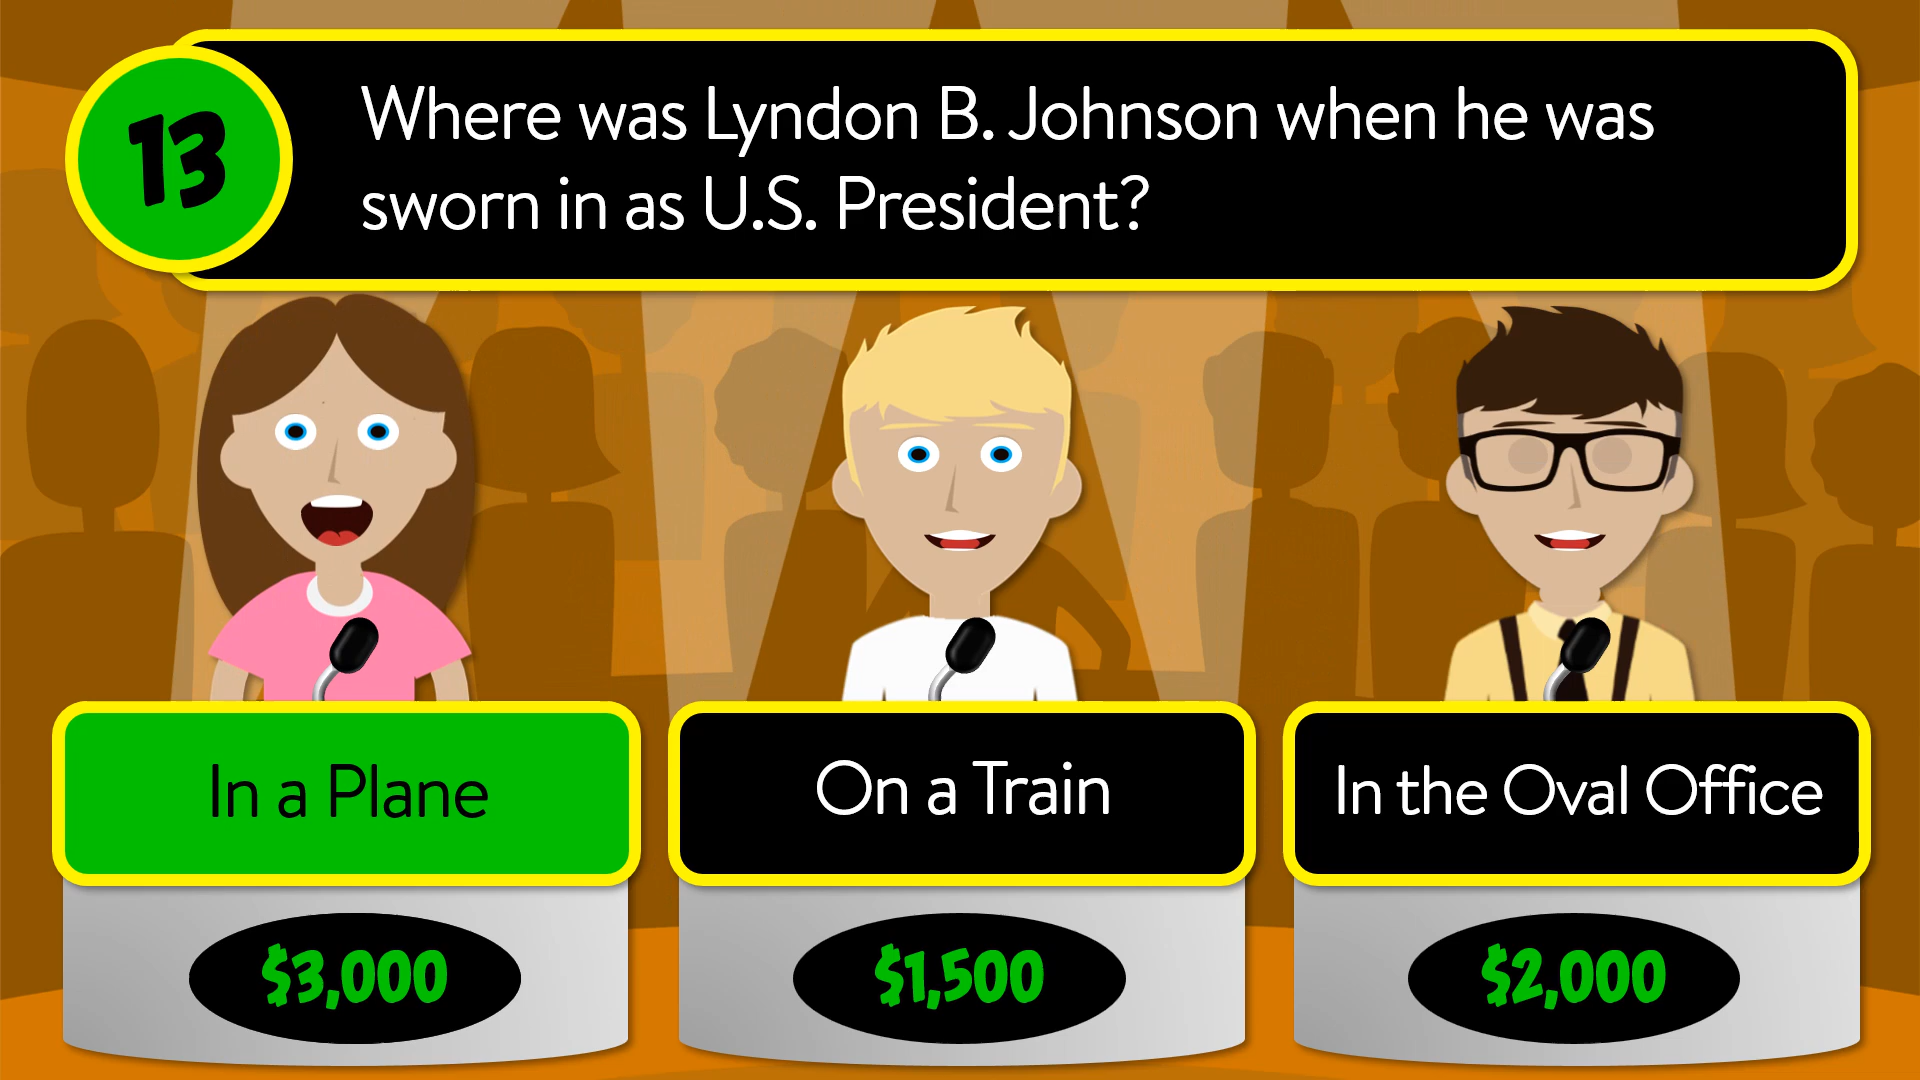 13
Where was Lyndon B. Johnson when he was
sworn in as U.S. President?
In a Plane
On a Train
In the Oval Office
$3,000
$1,500
$2,000